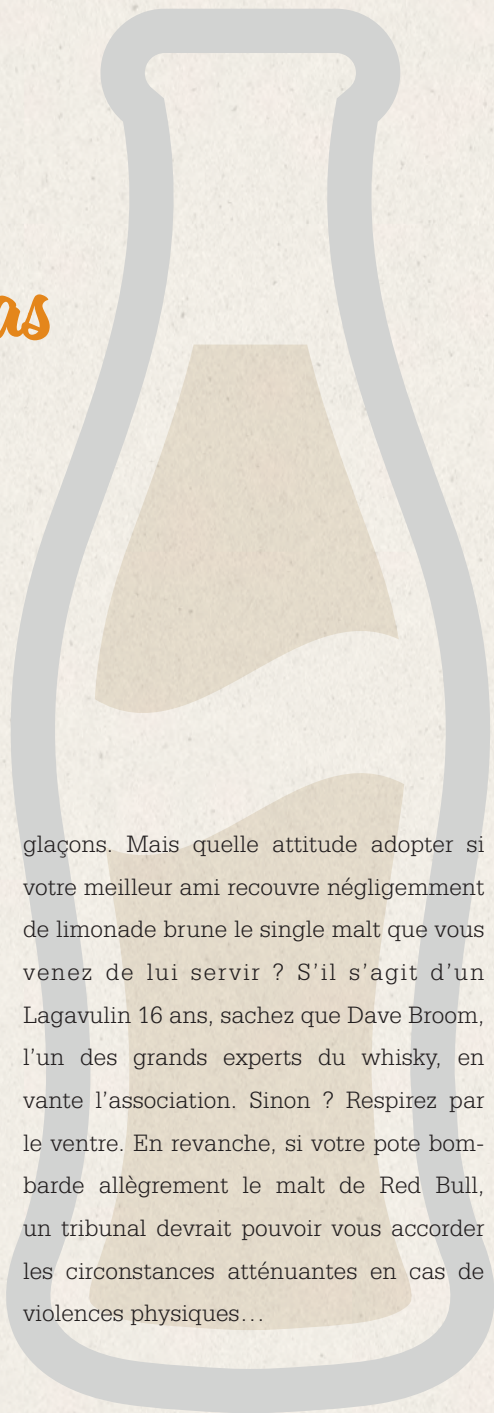 as
glaçons. Mais quelle attitude adopter si
votre meilleur ami recouvre négligemment
de limonade brune le single malt que vous
venez de lui servir ? S’il s’agit d’un
Lagavulin 16 ans, sachez que Dave Broom,
l’un des grands experts du whisky, en
vante l’association. Sinon ? Respirez par
le ventre. En revanche, si votre pote bom-
barde allègrement le malt de Red Bull,
un tribunal devrait pouvoir vous accorder
les circonstances atténuantes en cas de
violences physiques…